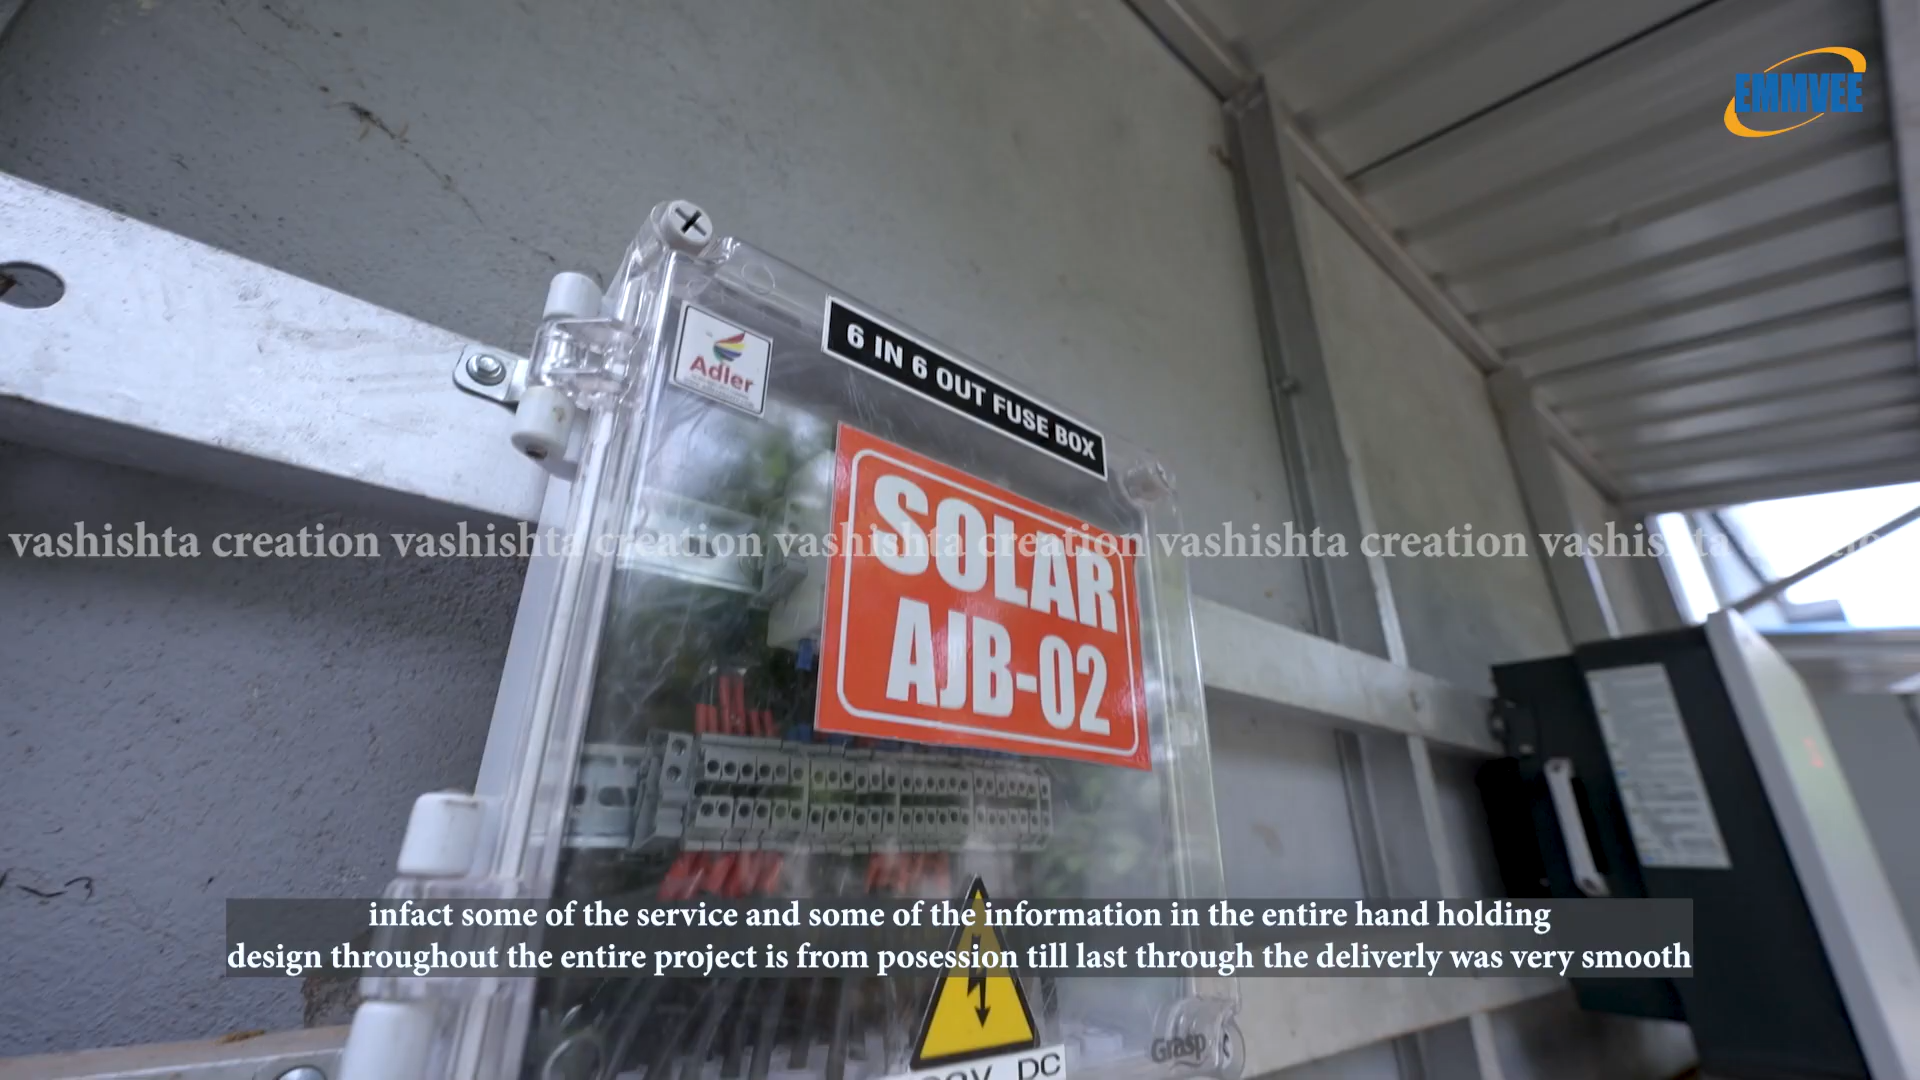 EMMVEE
Adler
6 IN 6 OUT FUSE BOX
SOLAR
AJB-02
vashishta creation vashishta creation vashishta creation vashishta creation vashishta
infact some of the service and some of the information in the entire hand holding
design throughout the entire project is from posession till last through the deliverly was very smooth
DC